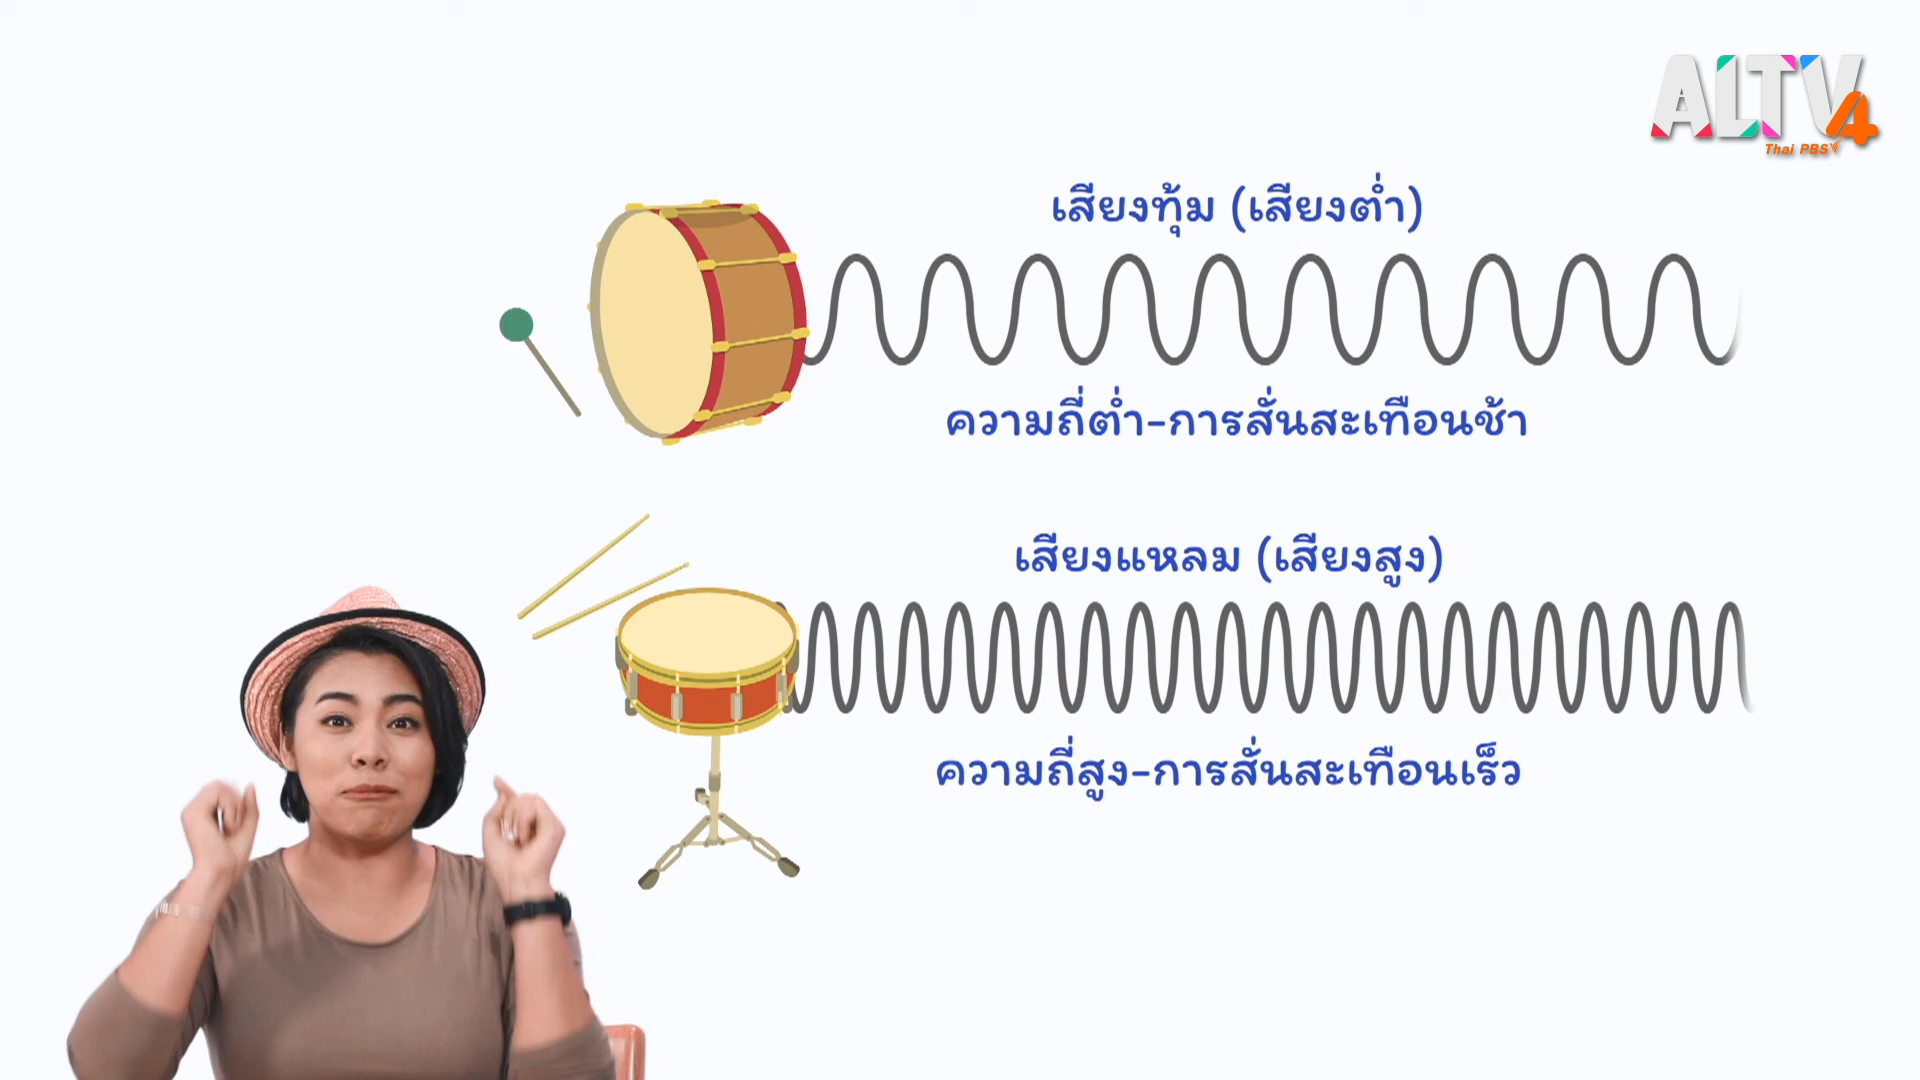 ALTV4
Thai PBS
เสียงทุ้ม (เสียงต่ำ)
ความถี่ต่ำ-การสั่นสะเทือนช้า
เสียงแหลม (เสียงสูง)
ความถี่สูง-การสั่นสะเทือนเร็ว